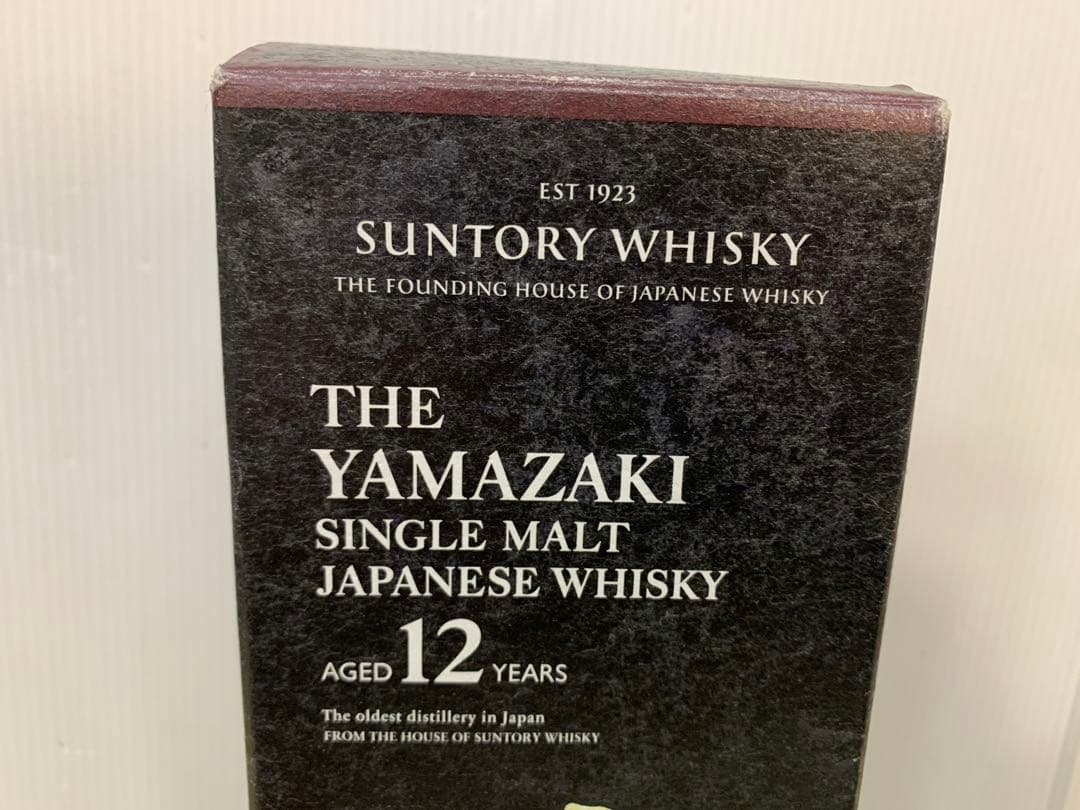 EST 1923
SUNTORY WHISKY
THE FOUNDING HOUSE OF JAPANESE WHISKY
THE
YAMAZAKI
SINGLE MALT
JAPANESE WHISKY
AGED 12 YEARS
The oldest distillery in Japan
FROM THE HOUSE OF SUNTORY WHISKY